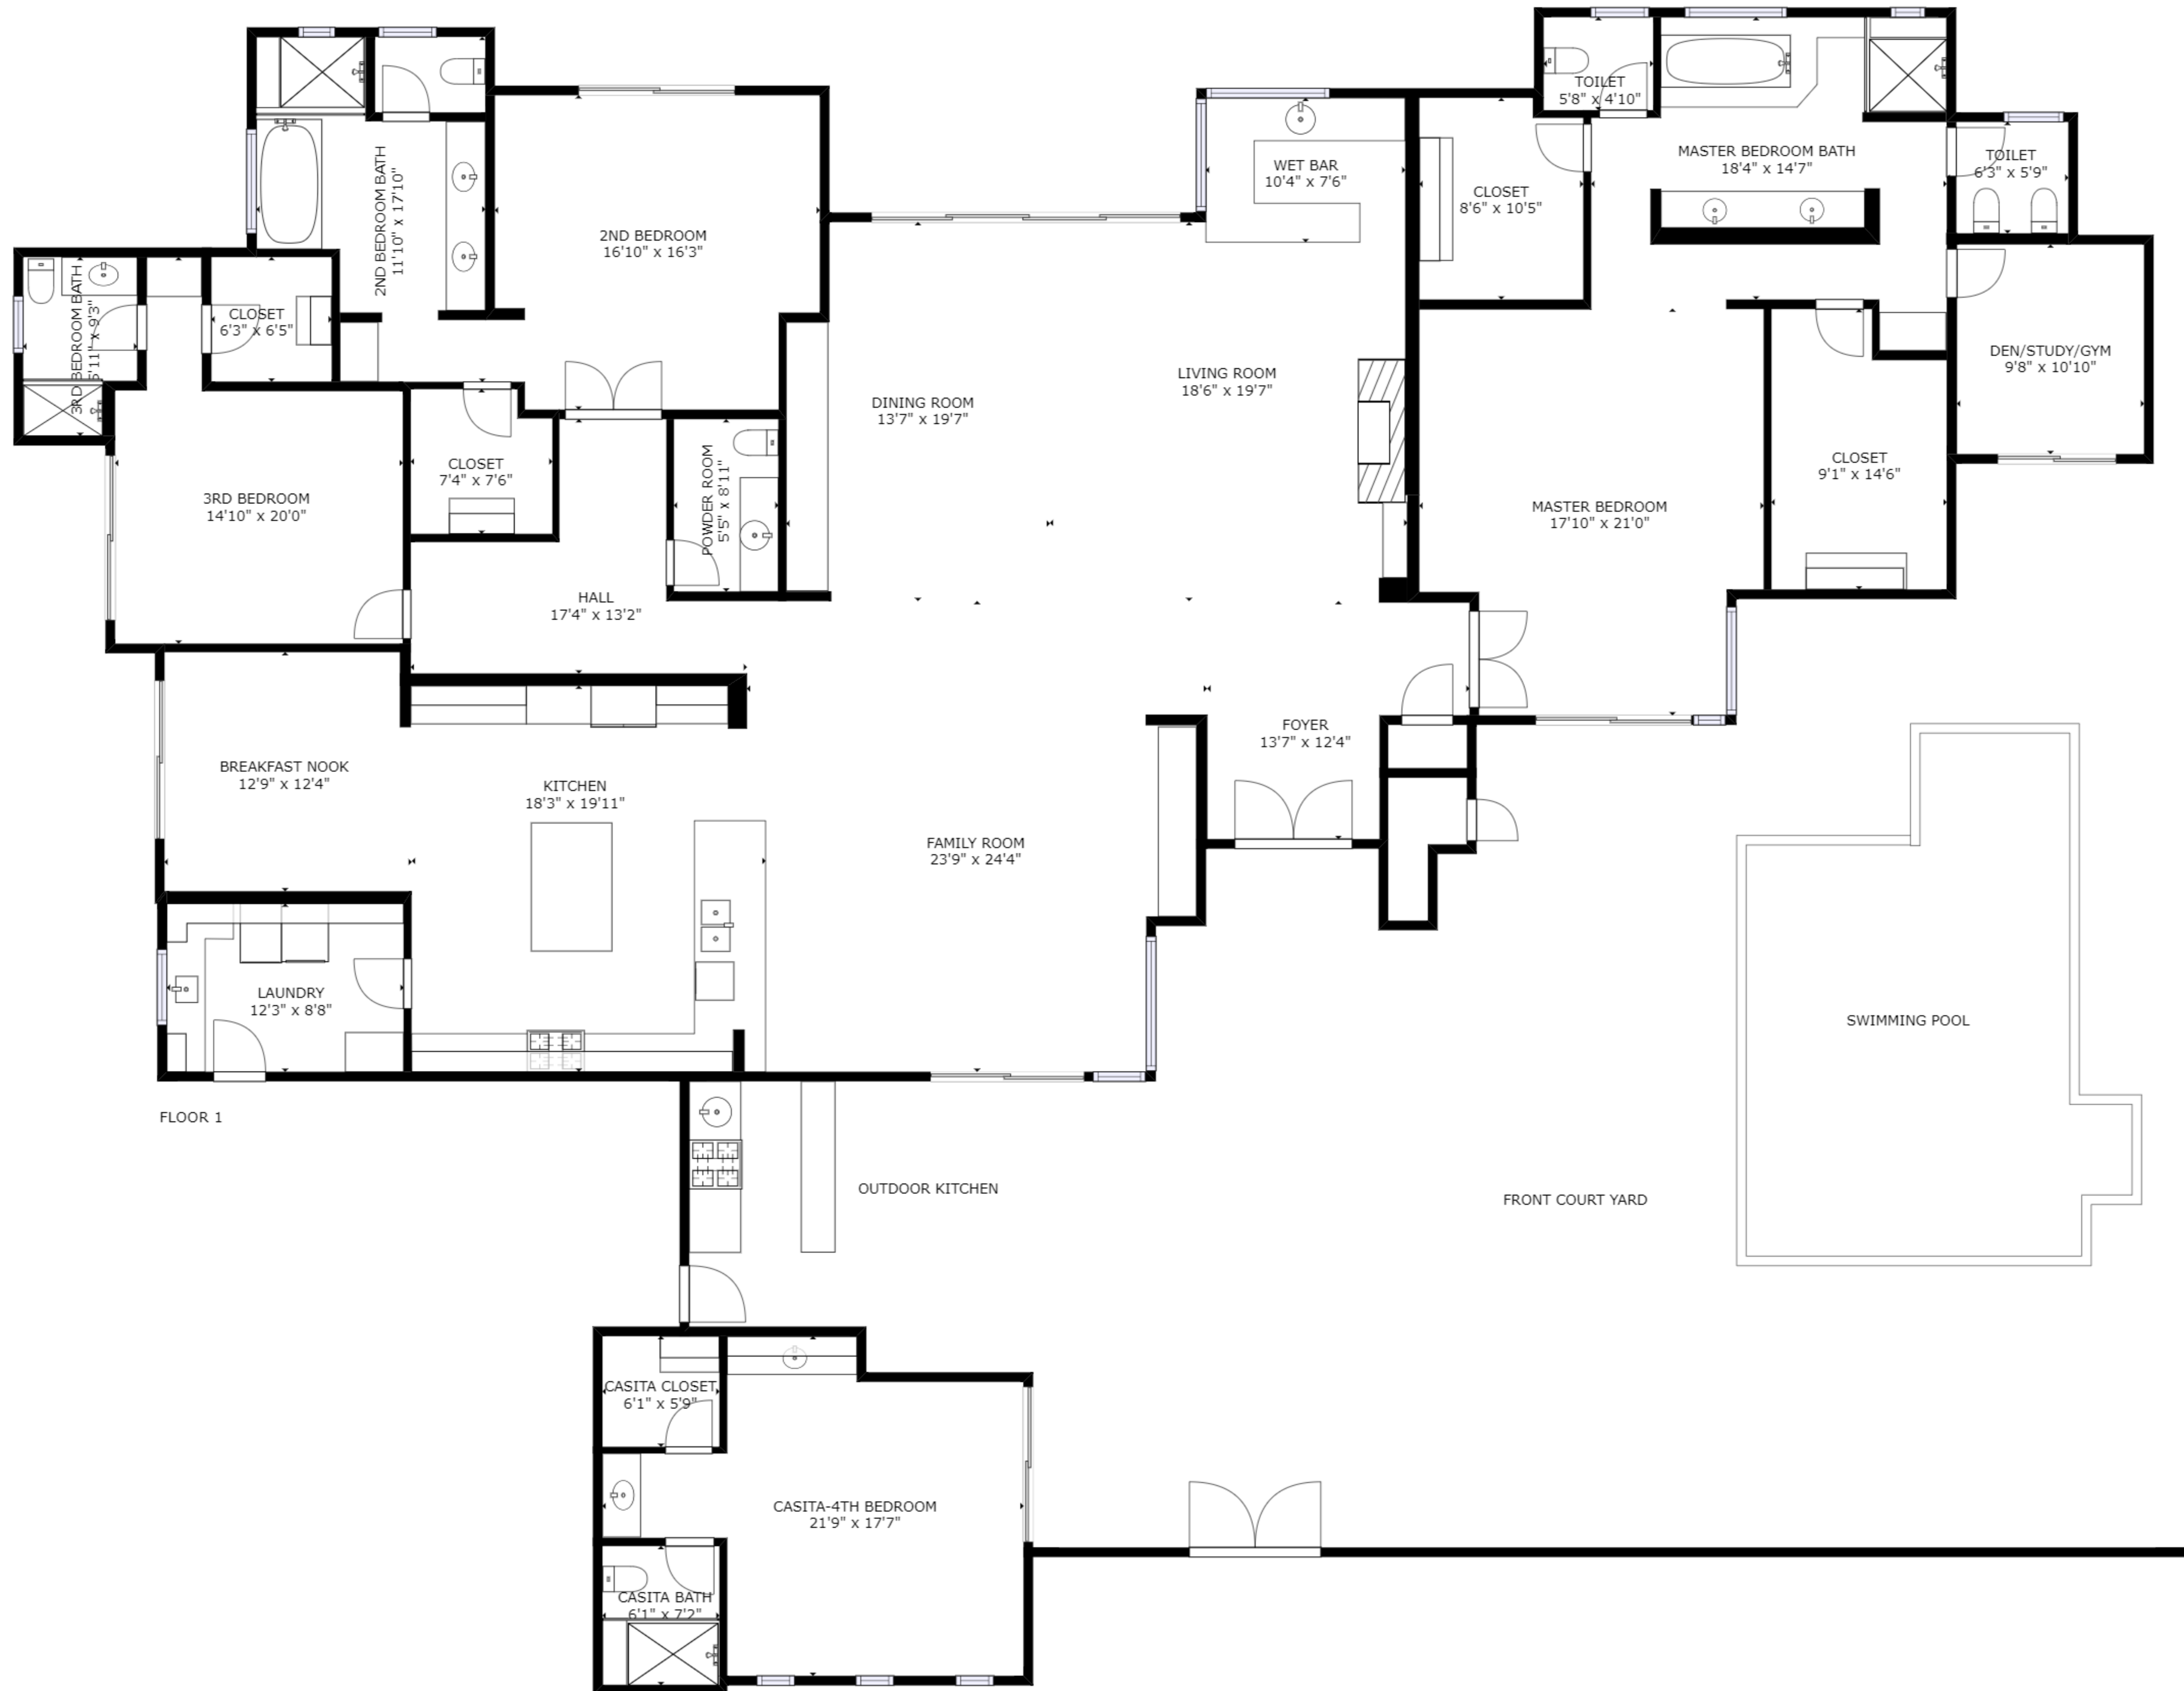 TOILET
5'8" x 4'10"
MASTER BEDROOM BATH
18'4" x 14'7"
TOILET
6'3" x 5'9"
WET BAR
10'4" x 7'6"
CLOSET
8'6" x 10'5"
2ND BEDROOM BATH
11'10" x 17'10"
2ND BEDROOM
16'10" x 16'3"
3RD BEDROOM BATH
5'11" x 9'3"
CLOSET
6'3" x 6'5"
DEN/STUDY/GYM
9'8" x 10'10"
LIVING ROOM
18'6" x 19'7"
DINING ROOM
13'7" x 19'7"
CLOSET
7'4" x 7'6"
POWDER ROOM
5'5" x 8'11"
CLOSET
9'1" x 14'6"
3RD BEDROOM
14'10" x 20'0"
MASTER BEDROOM
17'10" x 21'0"
HALL
17'4" x 13'2"
FOYER
13'7" x 12'4"
BREAKFAST NOOK
12'9" x 12'4"
KITCHEN
18'3" x 19'11"
FAMILY ROOM
23'9" x 24'4"
LAUNDRY
12'3" x 8'8"
SWIMMING POOL
FLOOR 1
OUTDOOR KITCHEN
FRONT COURT YARD
CASITA CLOSET
6'1" x 5'9"
CASITA-4TH BEDROOM
21'9" x 17'7"
CASITA BATH
6'1" x 7'2"